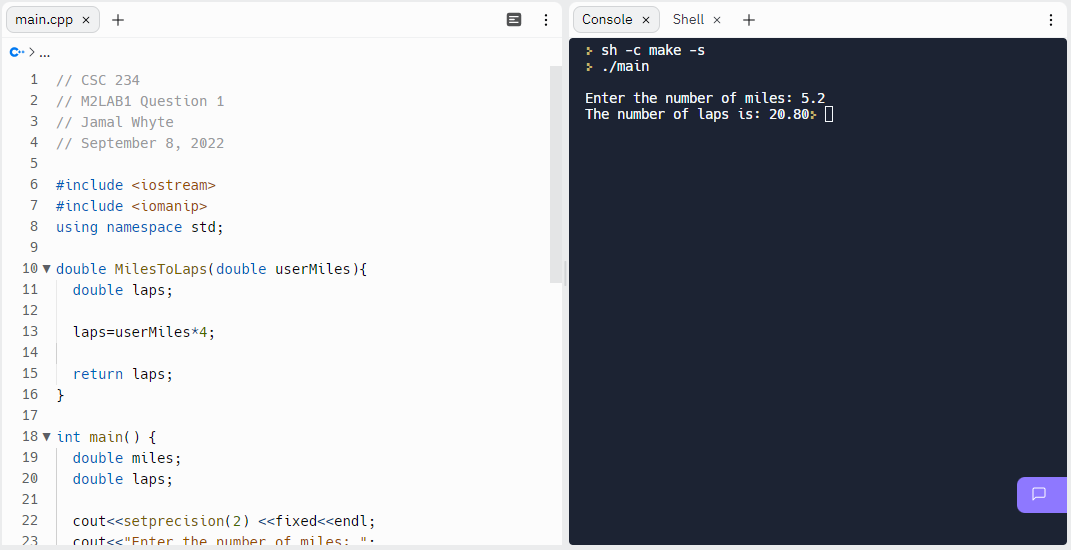 main.cpp × +
C++ > ...
1 // CSC 234
2 // M2LAB1 Question 1
3 // Jamal Whyte
4 // September 8, 2022
5
6 #include <iostream>
7 #include <iomanip>
8 using namespace std;
9
10 double MilesToLaps(double userMiles){
11   double laps;
12
13   laps=userMiles*4;
14
15   return laps;
16 }
17
18 int main() {
19   double miles;
20   double laps;
21
22   cout<<setprecision(2) <<fixed<<endl;
23   cout<<"Enter the number of miles: ";
Console × Shell × +
sh -c make -s
./main
Enter the number of miles: 5.2
The number of laps is: 20.80